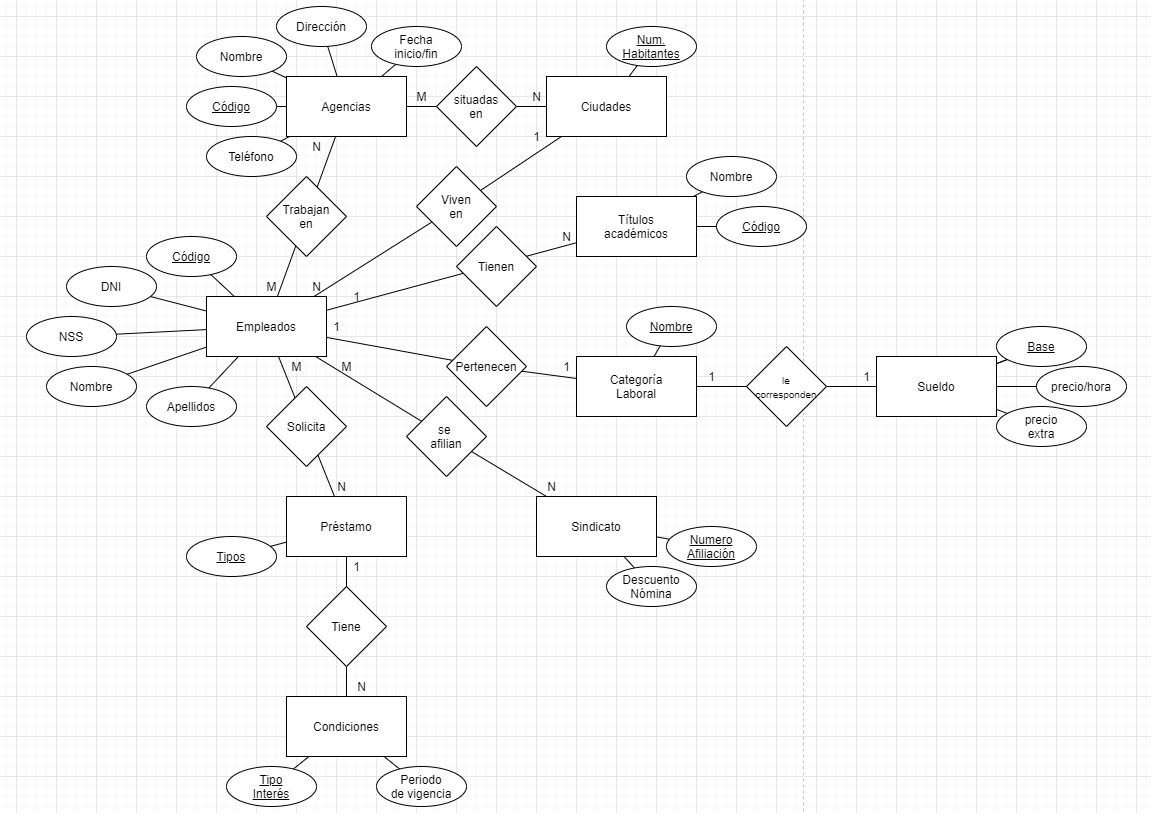 Dirección
Fecha
inicio/fin
Nombre
Código
Teléfono
Agencias
M
situadas
en
N
Ciudades
Num.
Habitantes
N
1
Trabajan
en
Viven
en
Títulos
académicos
Nombre
Código
N
Tienen
Código
DNI
NSS
Nombre
Apellidos
M
N
1
Empleados
1
Pertenecen
1
Nombre
Categoría
Laboral
1
le
corresponden
1
Sueldo
Base
precio/hora
precio
extra
M
M
Solicita
se
afilian
N
N
Préstamo
Tipos
Sindicato
Numero
Afiliación
Descuento
Nómina
1
Tiene
N
Condiciones
Tipo
Interés
Periodo
de vigencia